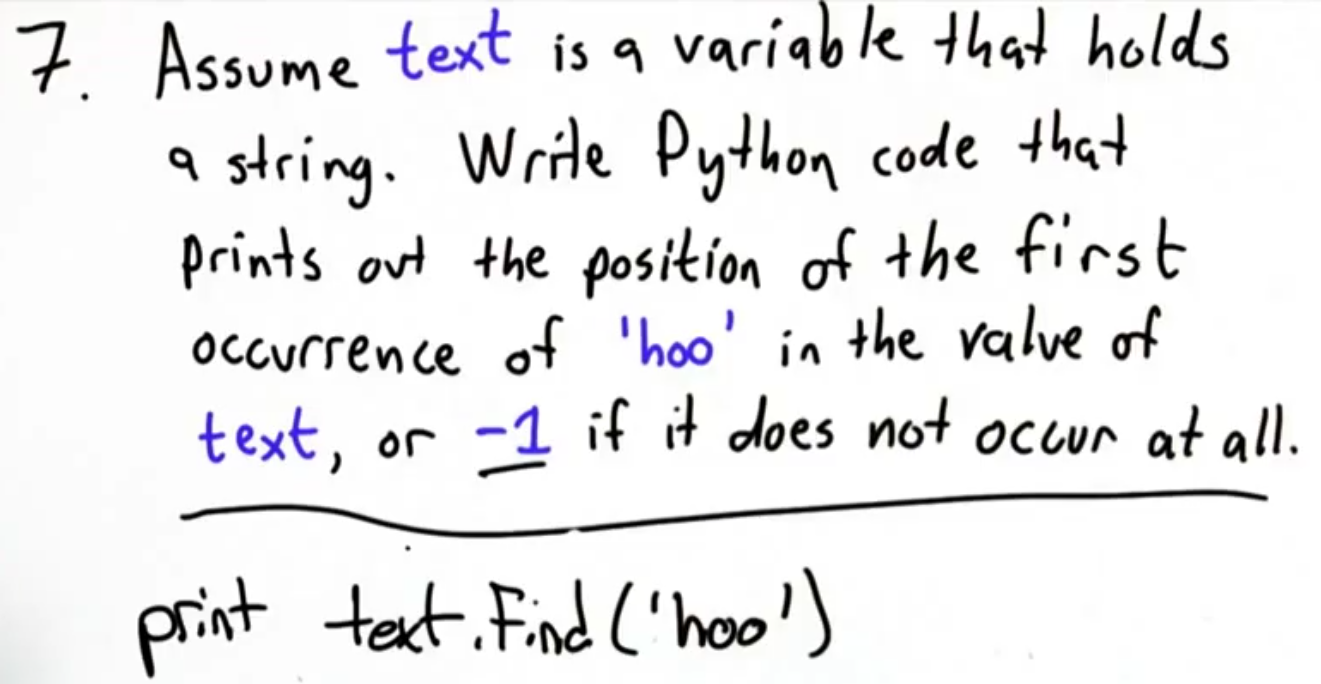 7. Assume text is a variable that holds
a string. Write Python code that
prints out the position of the first
occurrence of 'hoo' in the value of
text, or -1 if it does not occur at all.
print text.find('hoo')